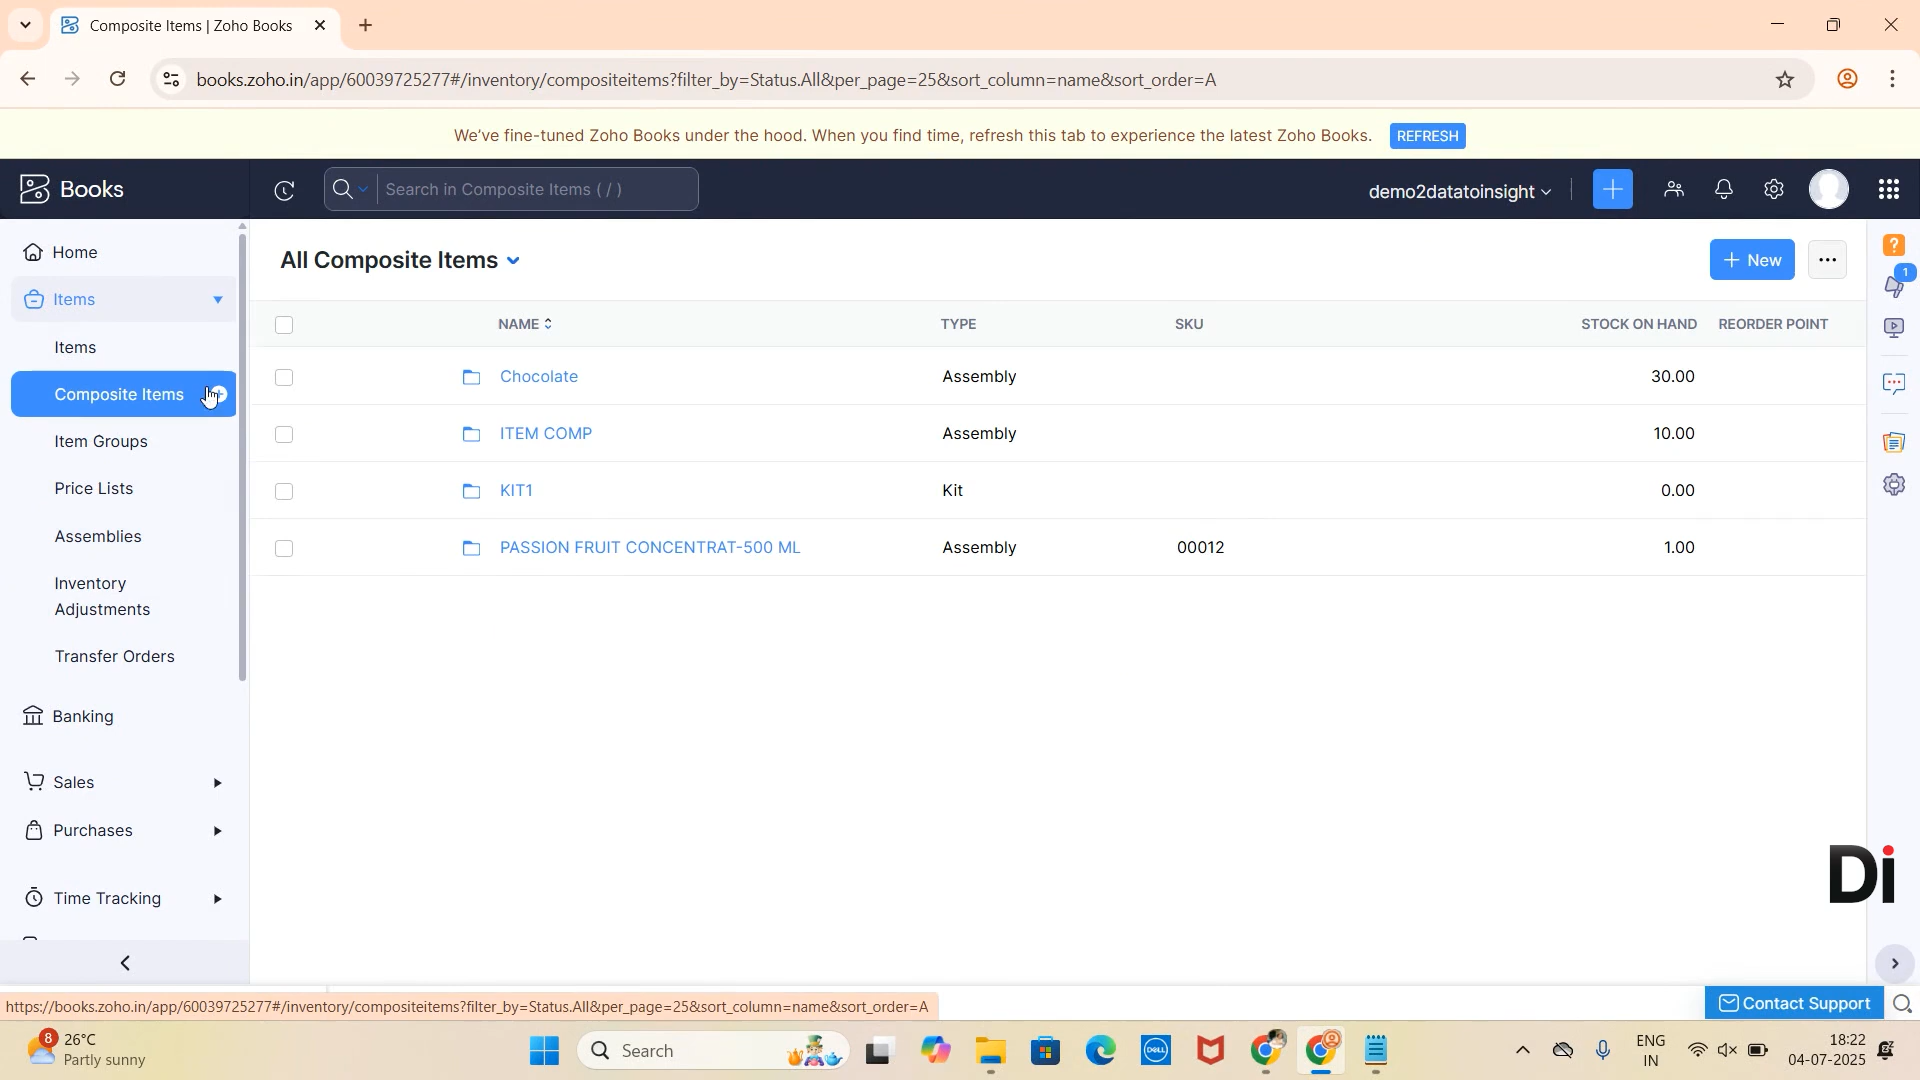 Composite Items | Zoho Books
books.zoho.in/app/60039725277#/inventory/compositeitems?filter_by=Status.All&per_page=25&sort_column=name&sort_order=A
We've fine-tuned Zoho Books under the hood. When you find time, refresh this tab to experience the latest Zoho Books. REFRESH
Books
Search in Composite Items ( / )
demo2datatoinsight
Home
Items
Items
Composite Items
Item Groups
Price Lists
Assemblies
Inventory
Adjustments
Transfer Orders
Banking
Sales
Purchases
Time Tracking
All Composite Items
+ New
NAME TYPE SKU STOCK ON HAND REORDER POINT
Chocolate Assembly 30.00
ITEM COMP Assembly 10.00
KIT1 Kit 0.00
PASSION FRUIT CONCENTRAT-500 ML Assembly 00012 1.00
?
1
Di
https://books.zoho.in/app/60039725277#/inventory/compositeitems?filter_by=Status.All&per_page=25&sort_column=name&sort_order=A
Contact Support
8
26°C
Partly sunny
Search
DELL
ENG
IN
18:22
04-07-2025